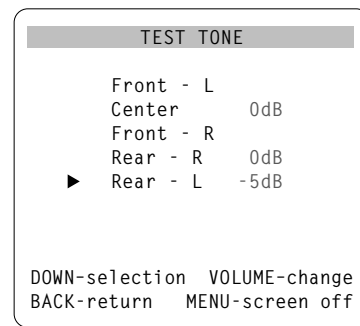 TEST TONE
Front - L
Center 0dB
Front - R
Rear - R 0dB
▶ Rear - L -5dB
DOWN-selection VOLUME-change
BACK-return MENU-screen off